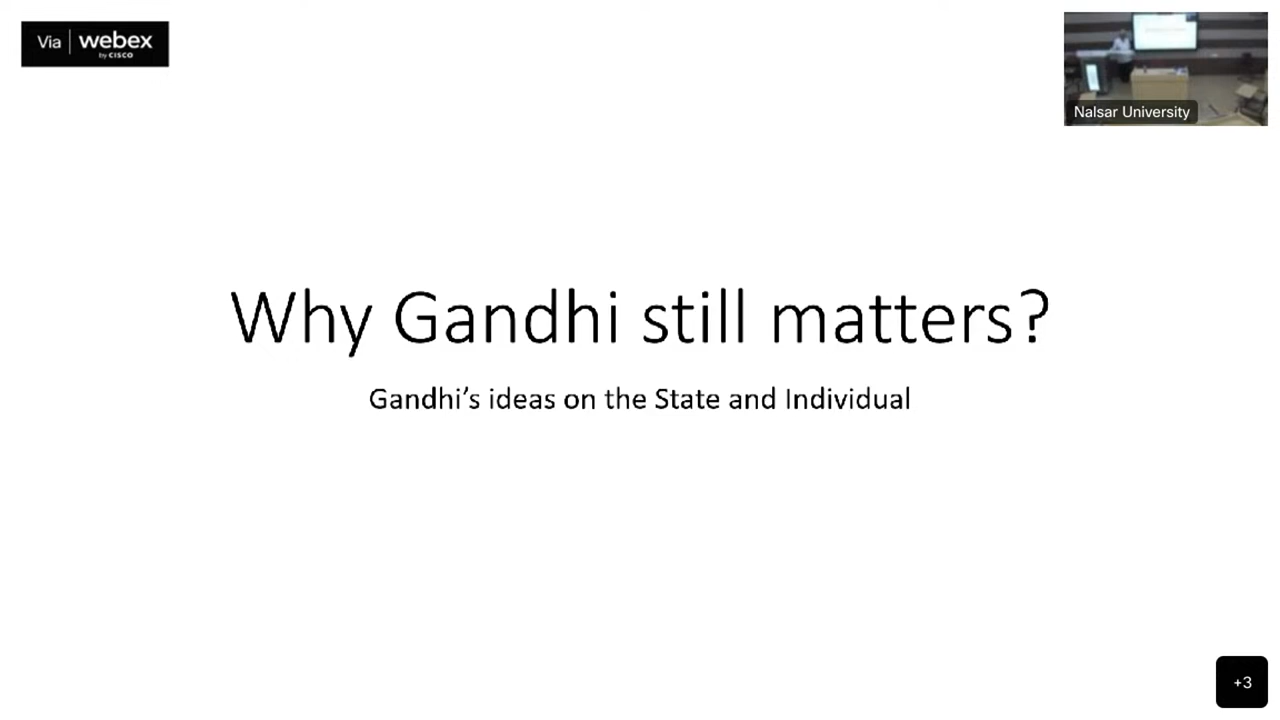 Via webex
by CISCO
Nalsar University
Why Gandhi still matters?
Gandhi's ideas on the State and Individual
+3